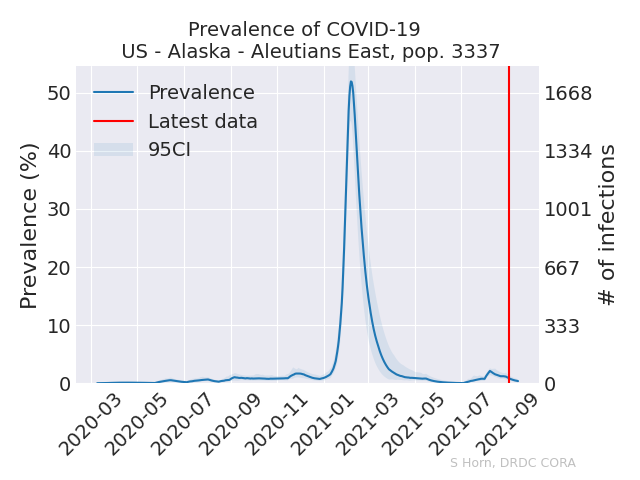 Prevalence of COVID-19
US - Alaska - Aleutians East, pop. 3337
Prevalence
Latest data
95CI
Prevalence (%)
50
40
30
20
10
0
1668
1334
1001
667
333
0
# of infections
2020-03
2020-05
2020-07
2020-09
2020-11
2021-01
2021-03
2021-05
2021-07
2021-09
S Horn, DRDC CORA